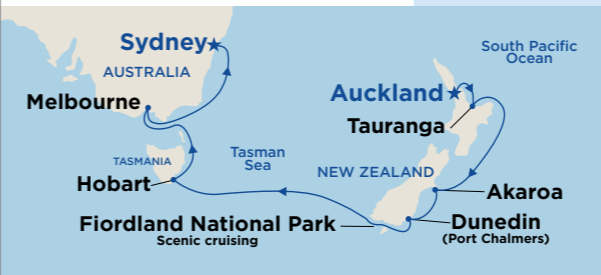 Sydney
AUSTRALIA
South Pacific
Ocean
Melbourne
Auckland
Tauranga
TASMANIA
Tasman
Sea
NEW ZEALAND
Hobart
Akaroa
Fiordland National Park
Scenic cruising
Dunedin
(Port Chalmers)